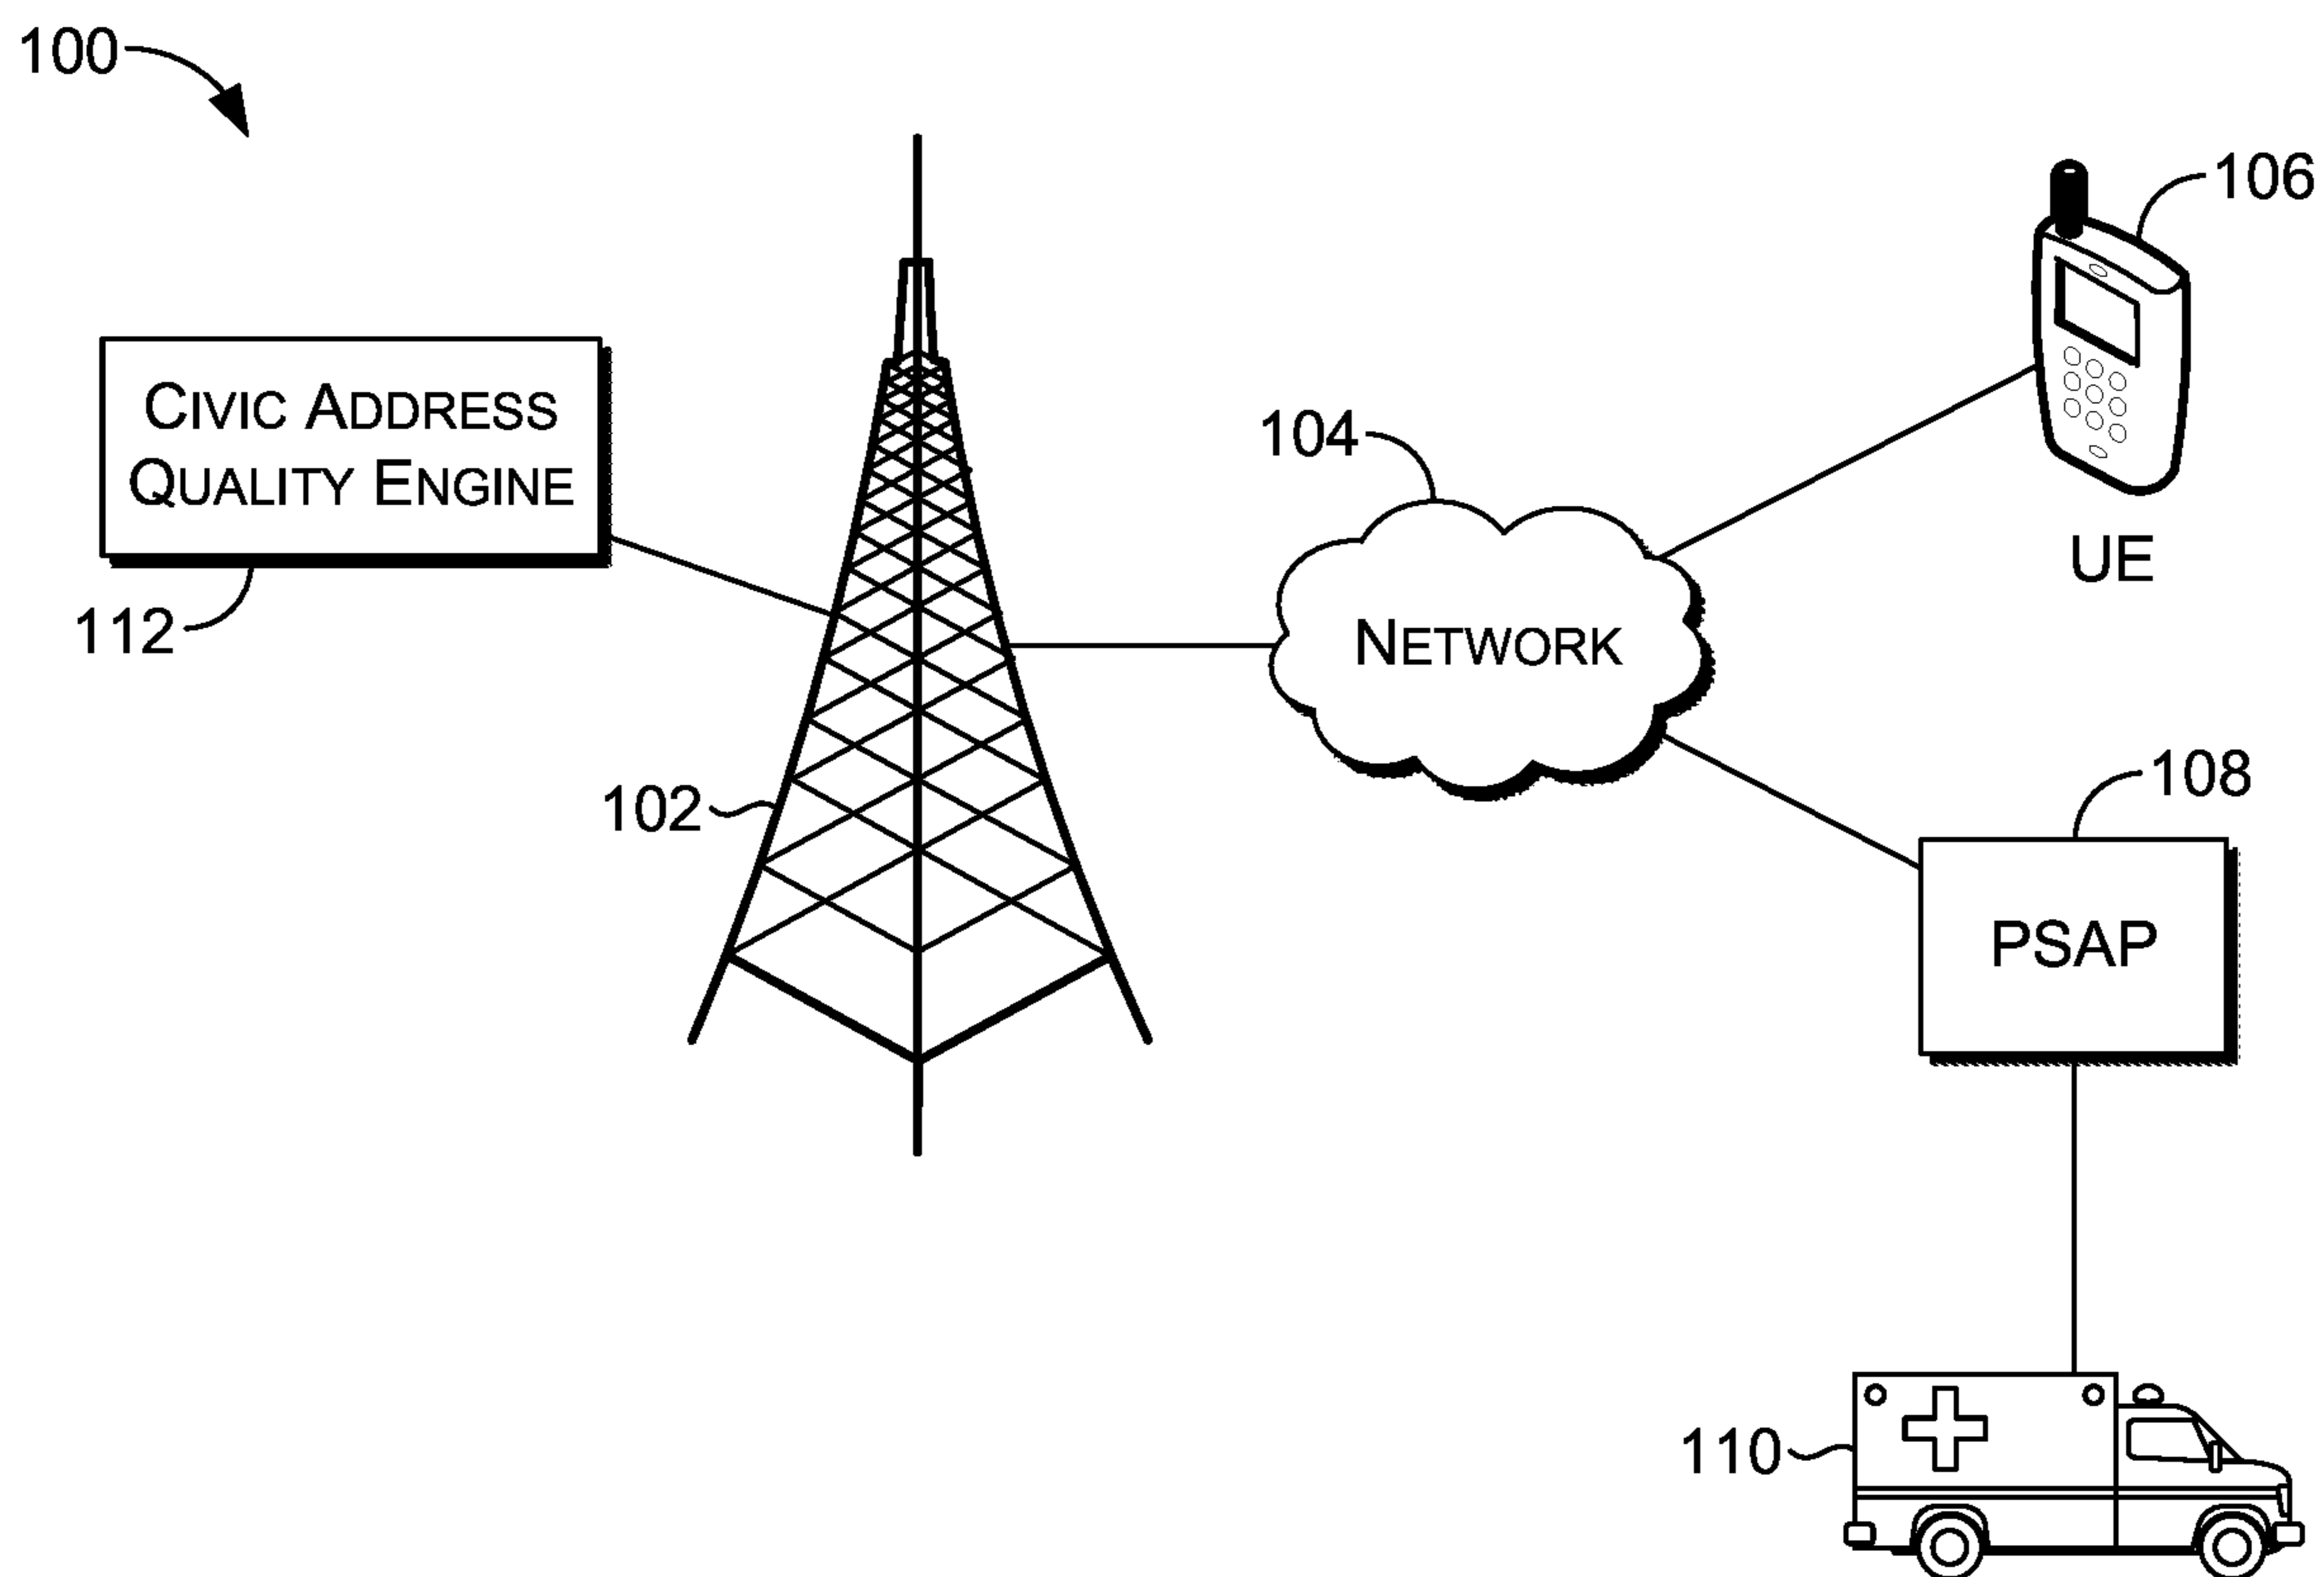 100
106
CIVIC ADDRESS
QUALITY ENGINE
104
UE
112
NETWORK
102
108
PSAP
110